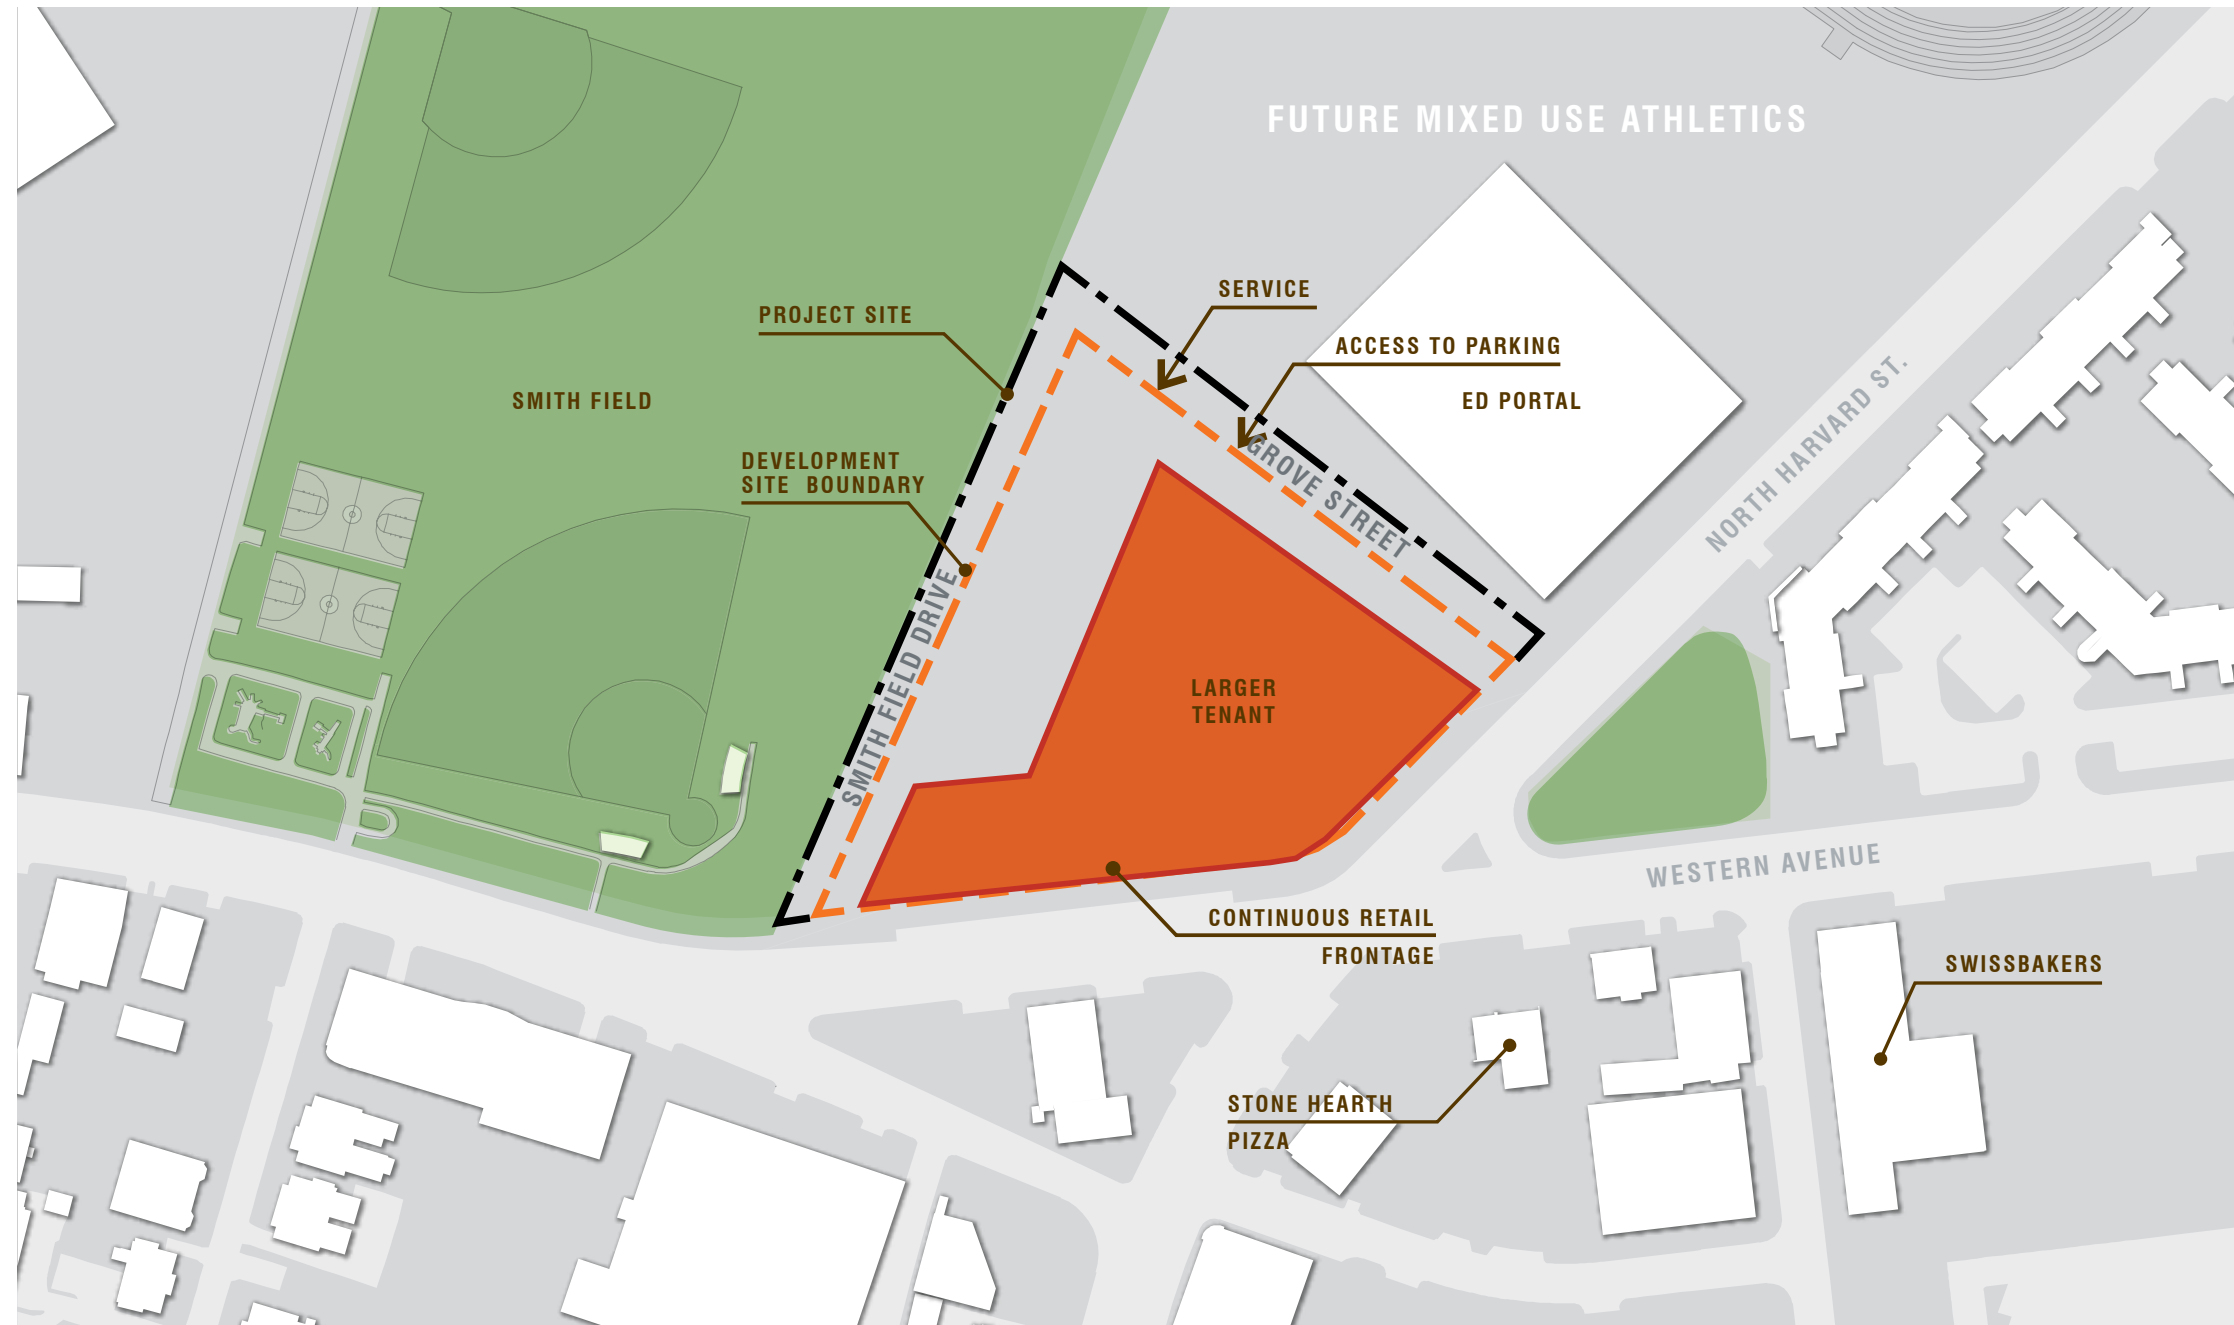 FUTURE MIXED USE ATHLETICS
SERVICE
PROJECT SITE
ACCESS TO PARKING
SMITH FIELD
ED PORTAL
NORTH HARVARD ST.
DEVELOPMENT
SITE BOUNDARY
GROVE STREET
SMITH FIELD DRIVE
LARGER
TENANT
WESTERN AVENUE
CONTINUOUS RETAIL
FRONTAGE
SWISSBAKERS
STONE HEARTH
PIZZA